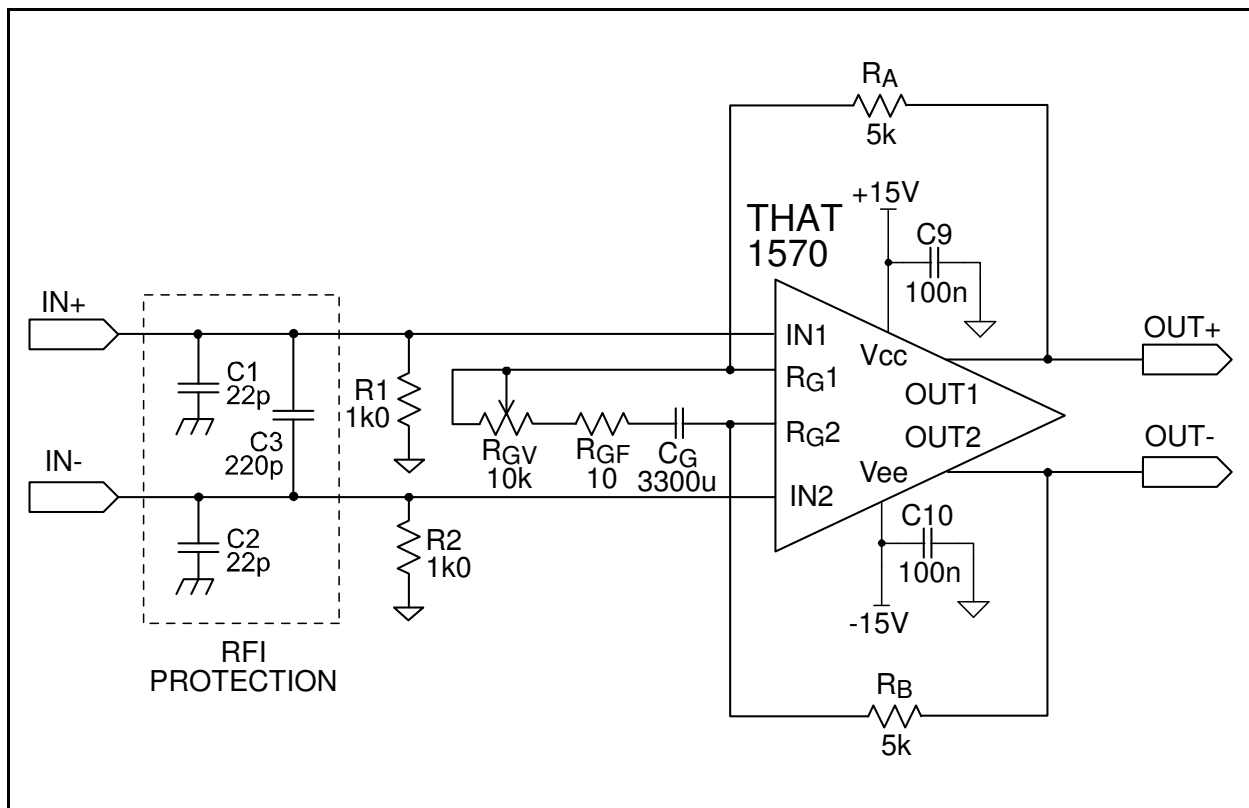 RA
5k
+15V
THAT
1570
C9
100n
IN+
IN1
Vcc
OUT+
C1
22p
R1
1k0
RG1
OUT1
C3
220p
RG2
OUT2
RGV
10k
RGF
10
CG
3300u
IN-
OUT-
Vee
IN2
C2
22p
R2
1k0
C10
100n
-15V
RFI
PROTECTION
RB
5k